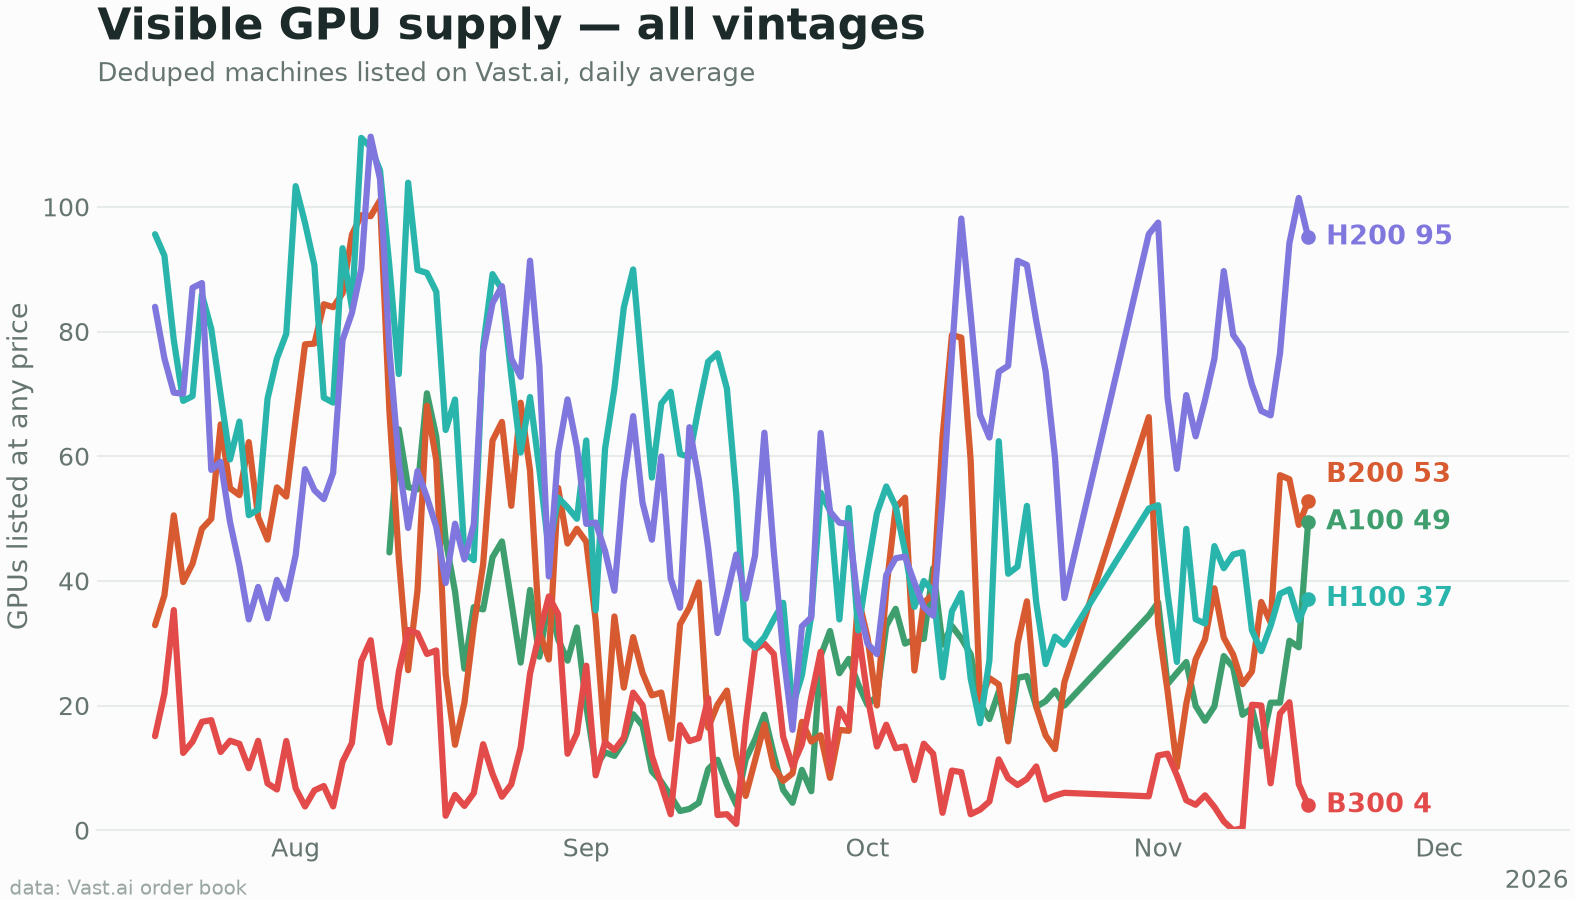 Visible GPU supply — all vintages
Deduped machines listed on Vast.ai, daily average
GPUs listed at any price
100
80
60
40
20
0
H200 95
B200 53
A100 49
H100 37
B300 4
Aug
Sep
Oct
Nov
Dec
2026
data: Vast.ai order book